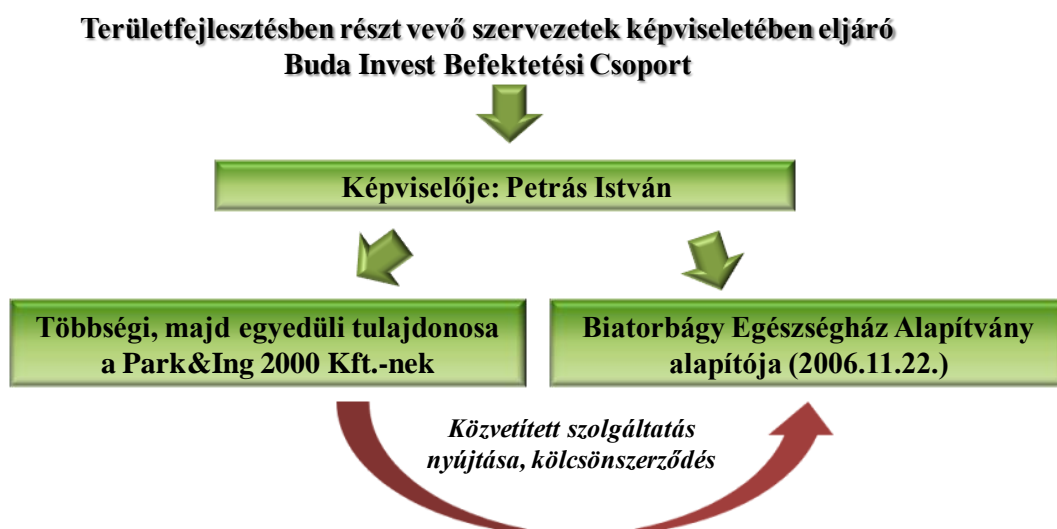 Területfejlesztésben részt vevő szervezetek képviseletében eljáró
Buda Invest Befektetési Csoport
Képviselője: Petrás István
Többségi, majd egyedüli tulajdonosa
a Park&Ing 2000 Kft.-nek
Biatorbágy Egészségház Alapítvány
alapítója (2006.11.22.)
Közvetített szolgáltatás
nyújtása, kölcsönszerződés